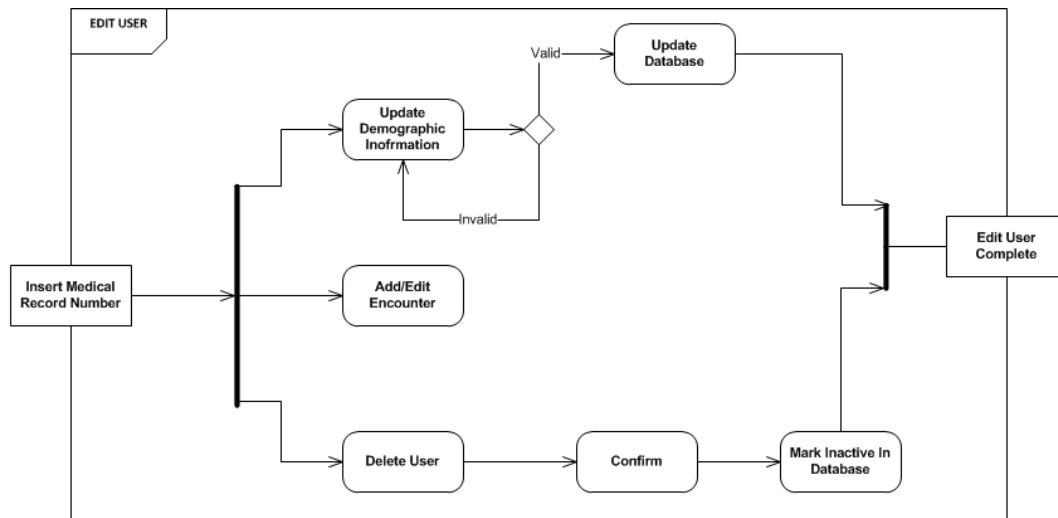 EDIT USER
Valid
Update
Database
Update
Demographic
Inofrmation
Invalid
Edit User
Complete
Insert Medical
Record Number
Add/Edit
Encounter
Delete User
Confirm
Mark Inactive In
Database